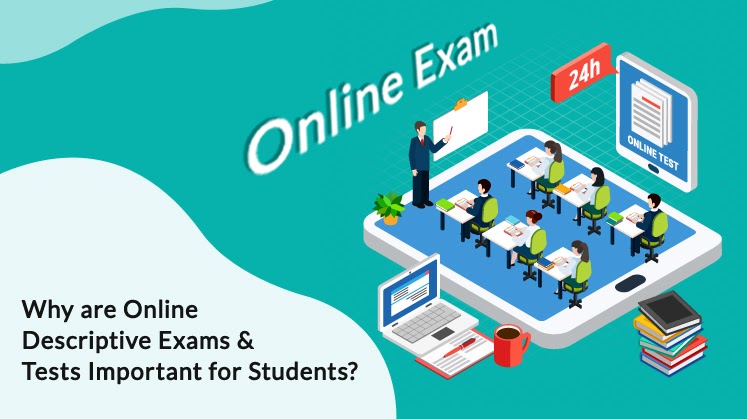 Online Exam
24h
ONLINE TEST
Why are Online
Descriptive Exams &
Tests Important for Students?